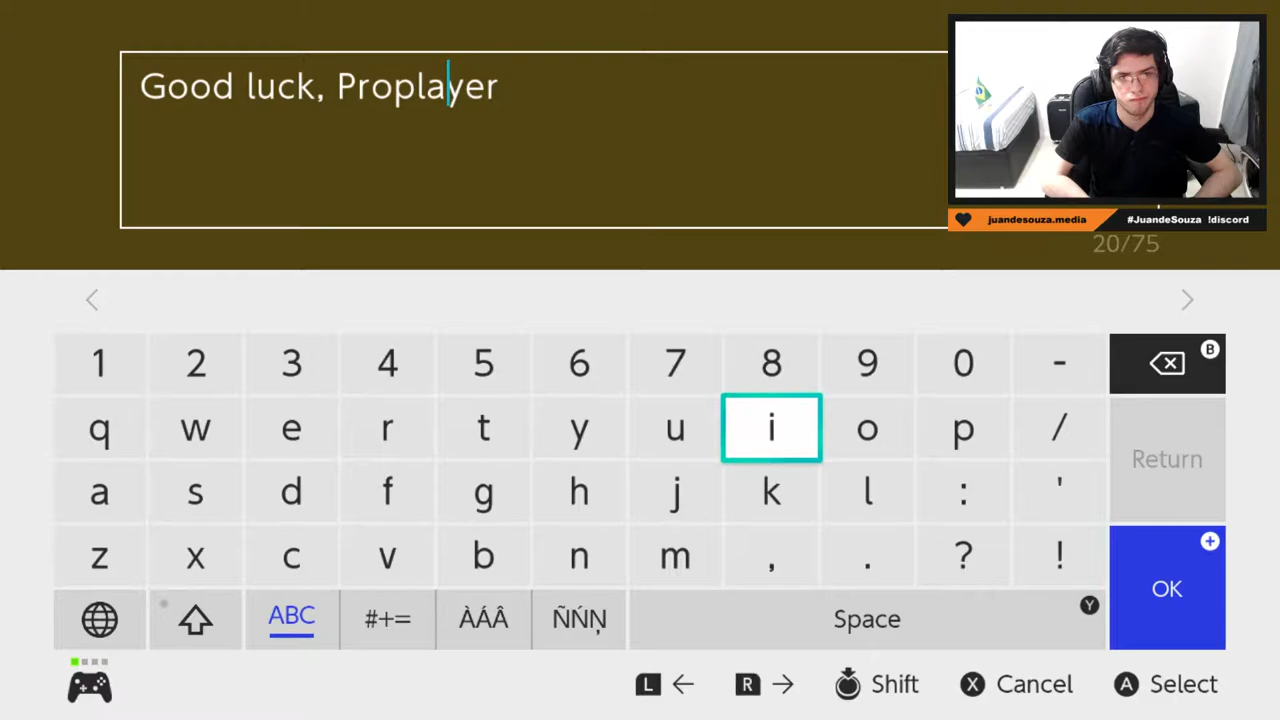 Good luck, Proplayer
juandesouza.media #JuandeSouza !discord
20/75
1 2 3 4 5 6 7 8 9 0 - B
q w e r t y u i o p /
Return
a s d f g h j k l : '
z x c v b n m , . ? ! +
OK
ABC #+= ÀÁÂ ÑŃŅ Space Y
L ← R → Shift X Cancel A Select